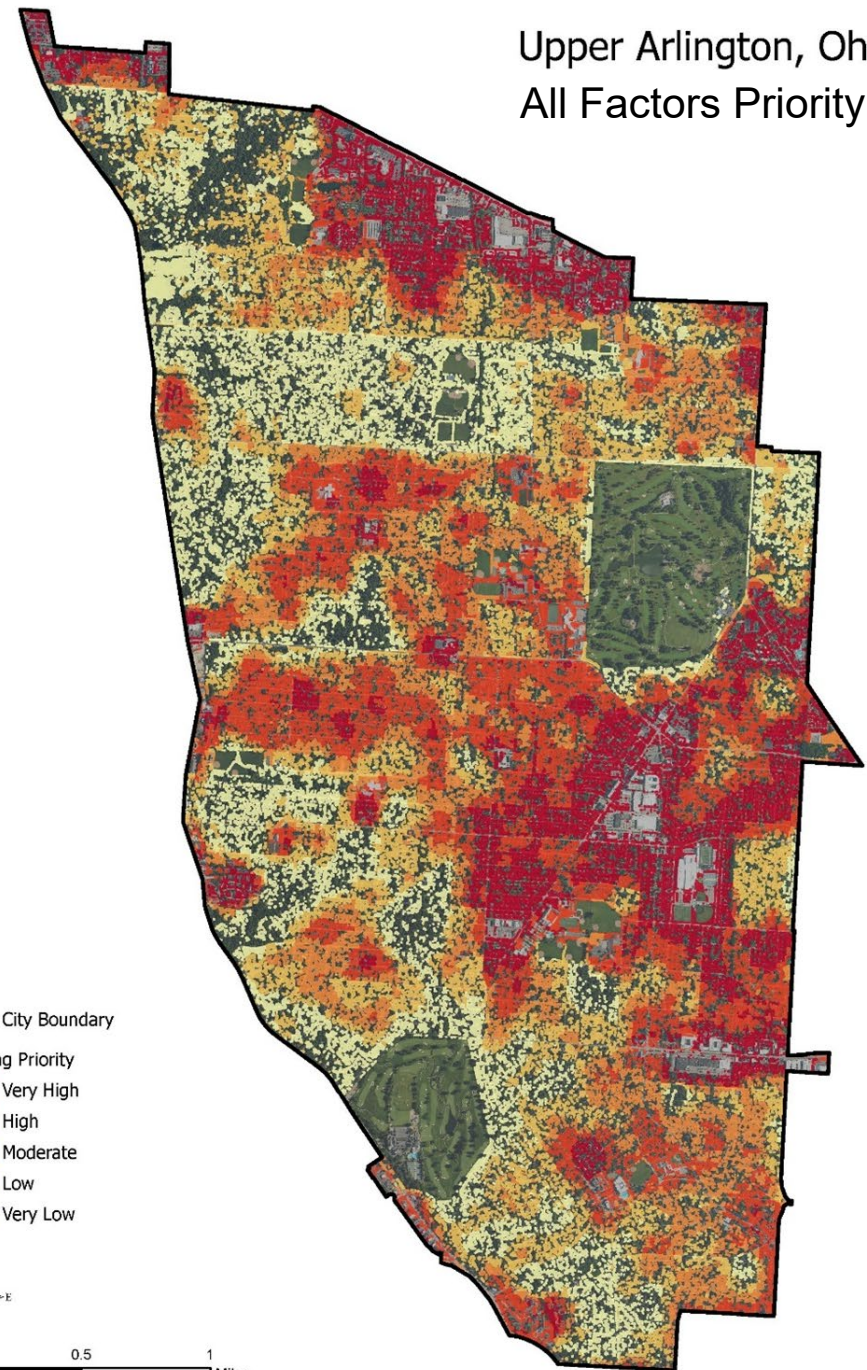 Upper Arlington, Oh
All Factors Priority
City Boundary
g Priority
Very High
High
Moderate
Low
Very Low
E
0.5 1